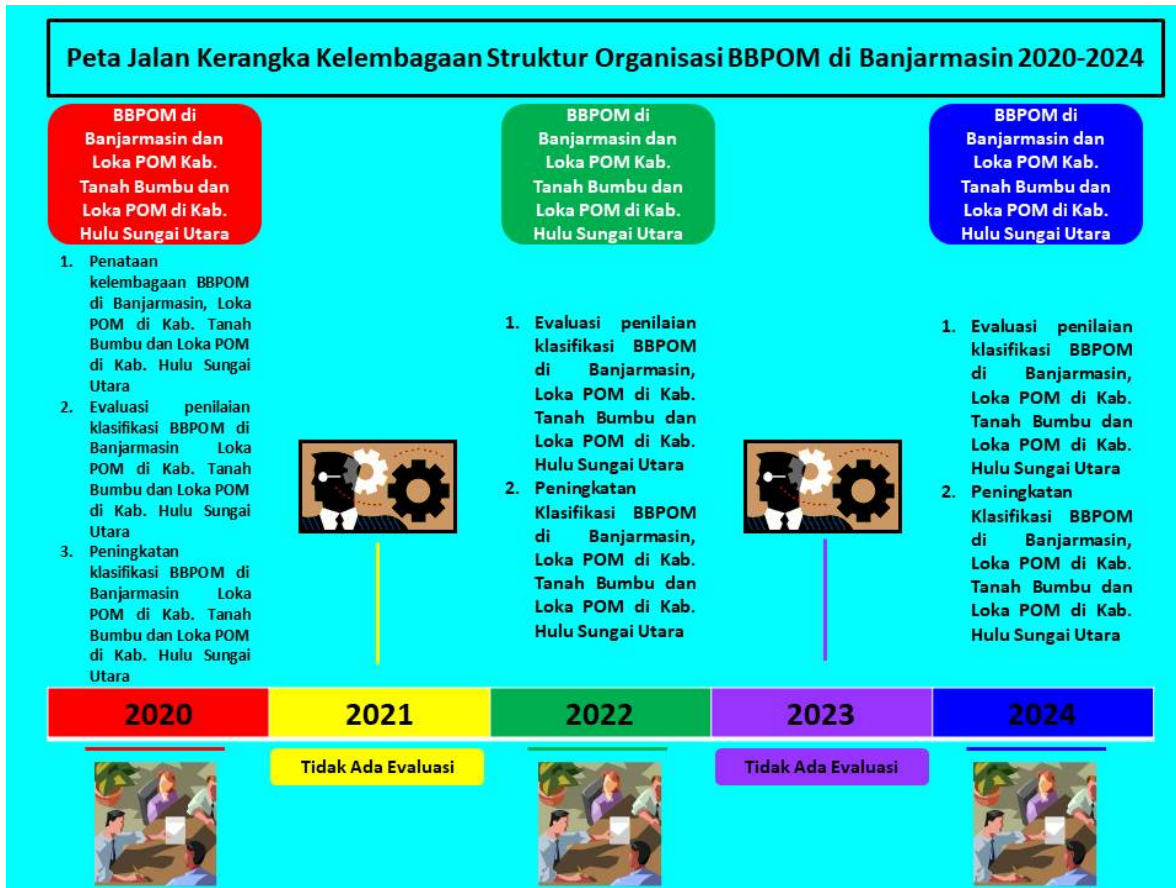 Peta Jalan Kerangka Kelembagaan Struktur Organisasi BBPOM di Banjarmasin 2020-2024
BBPOM di
Banjarmasin dan
Loka POM Kab.
Tanah Bumbu dan
Loka POM di Kab.
Hulu Sungai Utara
1. Penataan
kelembagaan BBPOM
di Banjarmasin, Loka
POM di Kab. Tanah
Bumbu dan Loka POM
di Kab. Hulu Sungai
Utara
2. Evaluasi penilaian
klasifikasi BBPOM di
Banjarmasin Loka
POM di Kab. Tanah
Bumbu dan Loka POM
di Kab. Hulu Sungai
Utara
3. Peningkatan
klasifikasi BBPOM di
Banjarmasin Loka
POM di Kab. Tanah
Bumbu dan Loka POM
di Kab. Hulu Sungai
Utara
BBPOM di
Banjarmasin dan
Loka POM Kab.
Tanah Bumbu dan
Loka POM di Kab.
Hulu Sungai Utara
1. Evaluasi penilaian
klasifikasi BBPOM
di Banjarmasin,
Loka POM di Kab.
Tanah Bumbu dan
Loka POM di Kab.
Hulu Sungai Utara
2. Peningkatan
Klasifikasi BBPOM
di Banjarmasin,
Loka POM di Kab.
Tanah Bumbu dan
Loka POM di Kab.
Hulu Sungai Utara
BBPOM di
Banjarmasin dan
Loka POM Kab.
Tanah Bumbu dan
Loka POM di Kab.
Hulu Sungai Utara
1. Evaluasi penilaian
klasifikasi BBPOM
di Banjarmasin,
Loka POM di Kab.
Tanah Bumbu dan
Loka POM di Kab.
Hulu Sungai Utara
2. Peningkatan
Klasifikasi BBPOM
di Banjarmasin,
Loka POM di Kab.
Tanah Bumbu dan
Loka POM di Kab.
Hulu Sungai Utara
2020 2021 2022 2023 2024
Tidak Ada Evaluasi
Tidak Ada Evaluasi